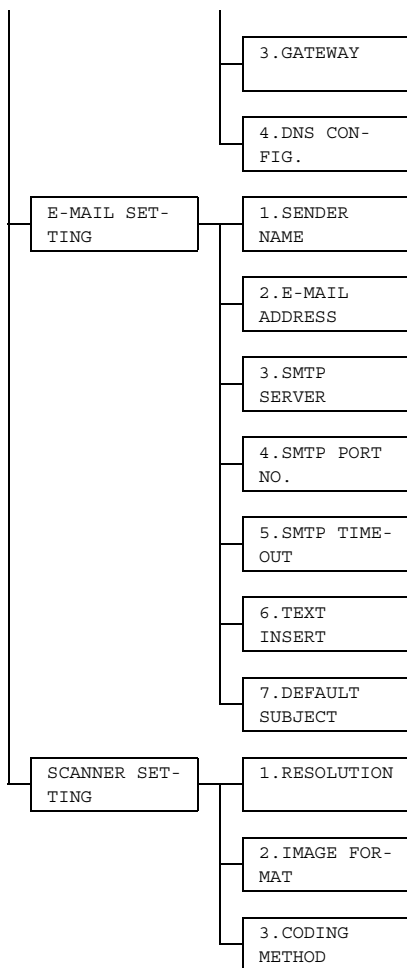 3.GATEWAY
4.DNS CON-
FIG.
E-MAIL SET-
TING
1.SENDER
NAME
2.E-MAIL
ADDRESS
3.SMTP
SERVER
4.SMTP PORT
NO.
5.SMTP TIME-
OUT
6.TEXT
INSERT
7.DEFAULT
SUBJECT
SCANNER SET-
TING
1.RESOLUTION
2.IMAGE FOR-
MAT
3.CODING
METHOD